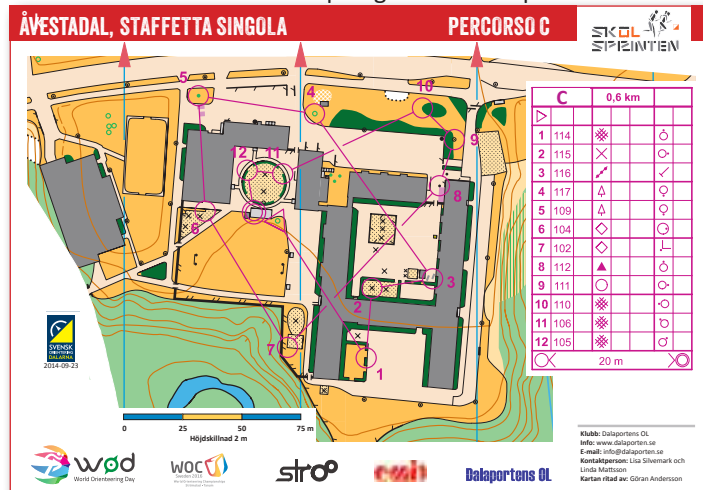 ÅVESTADAL, STAFFETTA SINGOLA
PERCORSO C
SKOL
SPRINTEN
5
4
10
9
12
11
8
6
3
2
7
1
C 0,6 km
1 114
2 115
3 116
4 117
5 109
6 104
7 102
8 112
9 111
10 110
11 106
12 105
20 m
SVENSK
ORIENTERING
DALARNA
2014-09-23
0 25 50 75 m
Höjdskillnad 2 m
wod
World Orienteering Day
WOC
Sweden 2016
stroo
Dalaportens OL
Klubb: Dalaportens OL
Info: www.dalaporten.se
E-mail: info@dalaporten.se
Kontaktperson: Lisa Silvemark och
Linda Mattsson
Kartan ritad av: Göran Andersson